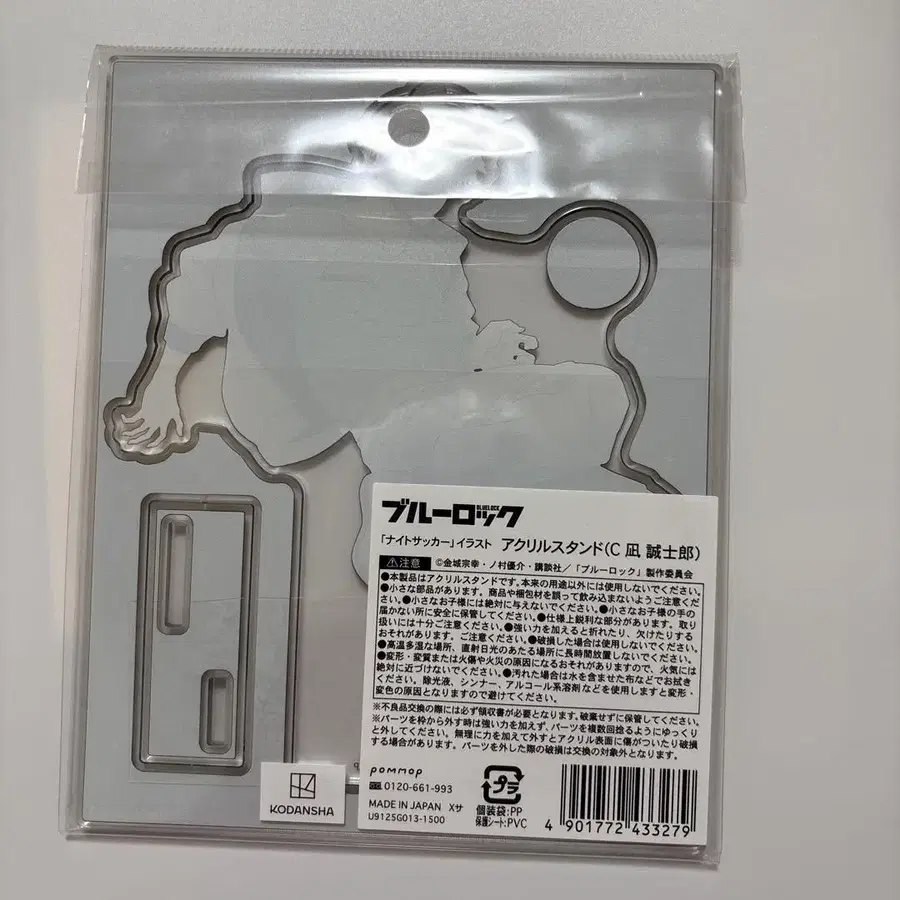 ブルーロック
BLUELOCK
「ナイトサッカー」イラスト アクリルスタンド(C 凪 誠士郎)
⚠注意 ©金城宗幸・ノ村優介・講談社/「ブルーロック」製作委員会
●本製品はアクリルスタンドです。本来の用途以外には使用しないでください。
●小さな部品があります。商品や梱包材を誤って飲み込まないようご注意くださ
い。●小さなお子様には絶対に与えないでください。●小さなお子様の手の
届かない所に安全に保管してください。●仕様上鋭利な部分があります。取り
扱いには十分ご注意ください。●強い力を加えると折れたり、欠けたりする
おそれがあります。ご注意ください。●破損した場合は使用しないでください。
●高温多湿な場所、直射日光のあたる場所に長時間放置しないでください。
●変形・変質または火傷や火災の原因になるおそれがありますので、火気には
絶対に近づけないでください。●汚れた場合は水を含ませた布などでお拭き
ください。除光液、シンナー、アルコール系溶剤などを使用しますと変形・
変色の原因となりますので避けてください。
※不良品交換の際には必ず領収書が必要となります。破棄せずに保管してください。
※パーツを枠から外す時は強い力を加えず、パーツを複数回捻るようにゆっくり
と外してください。無理に力を加えて外すとアクリル表面に傷がついたり破損
する場合があります。パーツを外した際の破損は交換の対象外となります。
pommop
0120-661-993
MADE IN JAPAN Xサ
U9125G013-1500
プラ
個装袋:PP
保護シート:PVC
4 901772 433279
KODANSHA